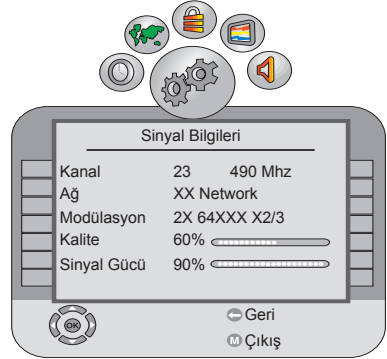 Sinyal Bilgileri
Kanal 23 490 Mhz
Ağ XX Network
Modülasyon 2X 64XXX X2/3
Kalite 60%
Sinyal Gücü 90%
OK
Geri
M Çıkış